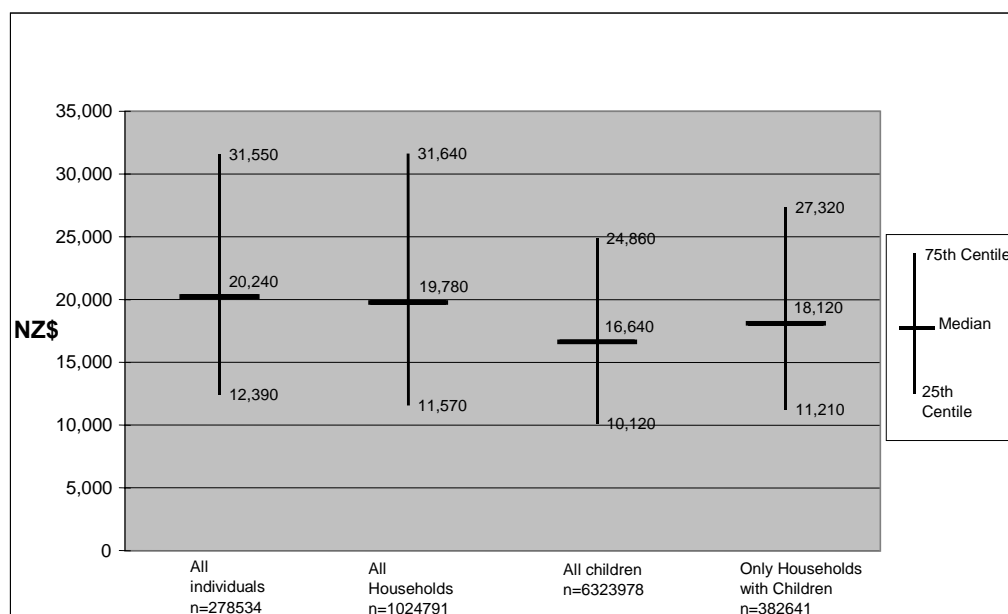 35,000
30,000
25,000
20,000
15,000
10,000
5,000
0
NZ$
31,550
20,240
12,390
31,640
19,780
11,570
24,860
16,640
10,120
27,320
18,120
11,210
All
individuals
n=278534
All
Households
n=1024791
All children
n=6323978
Only Households
with Children
n=382641
75th Centile
Median
25th
Centile